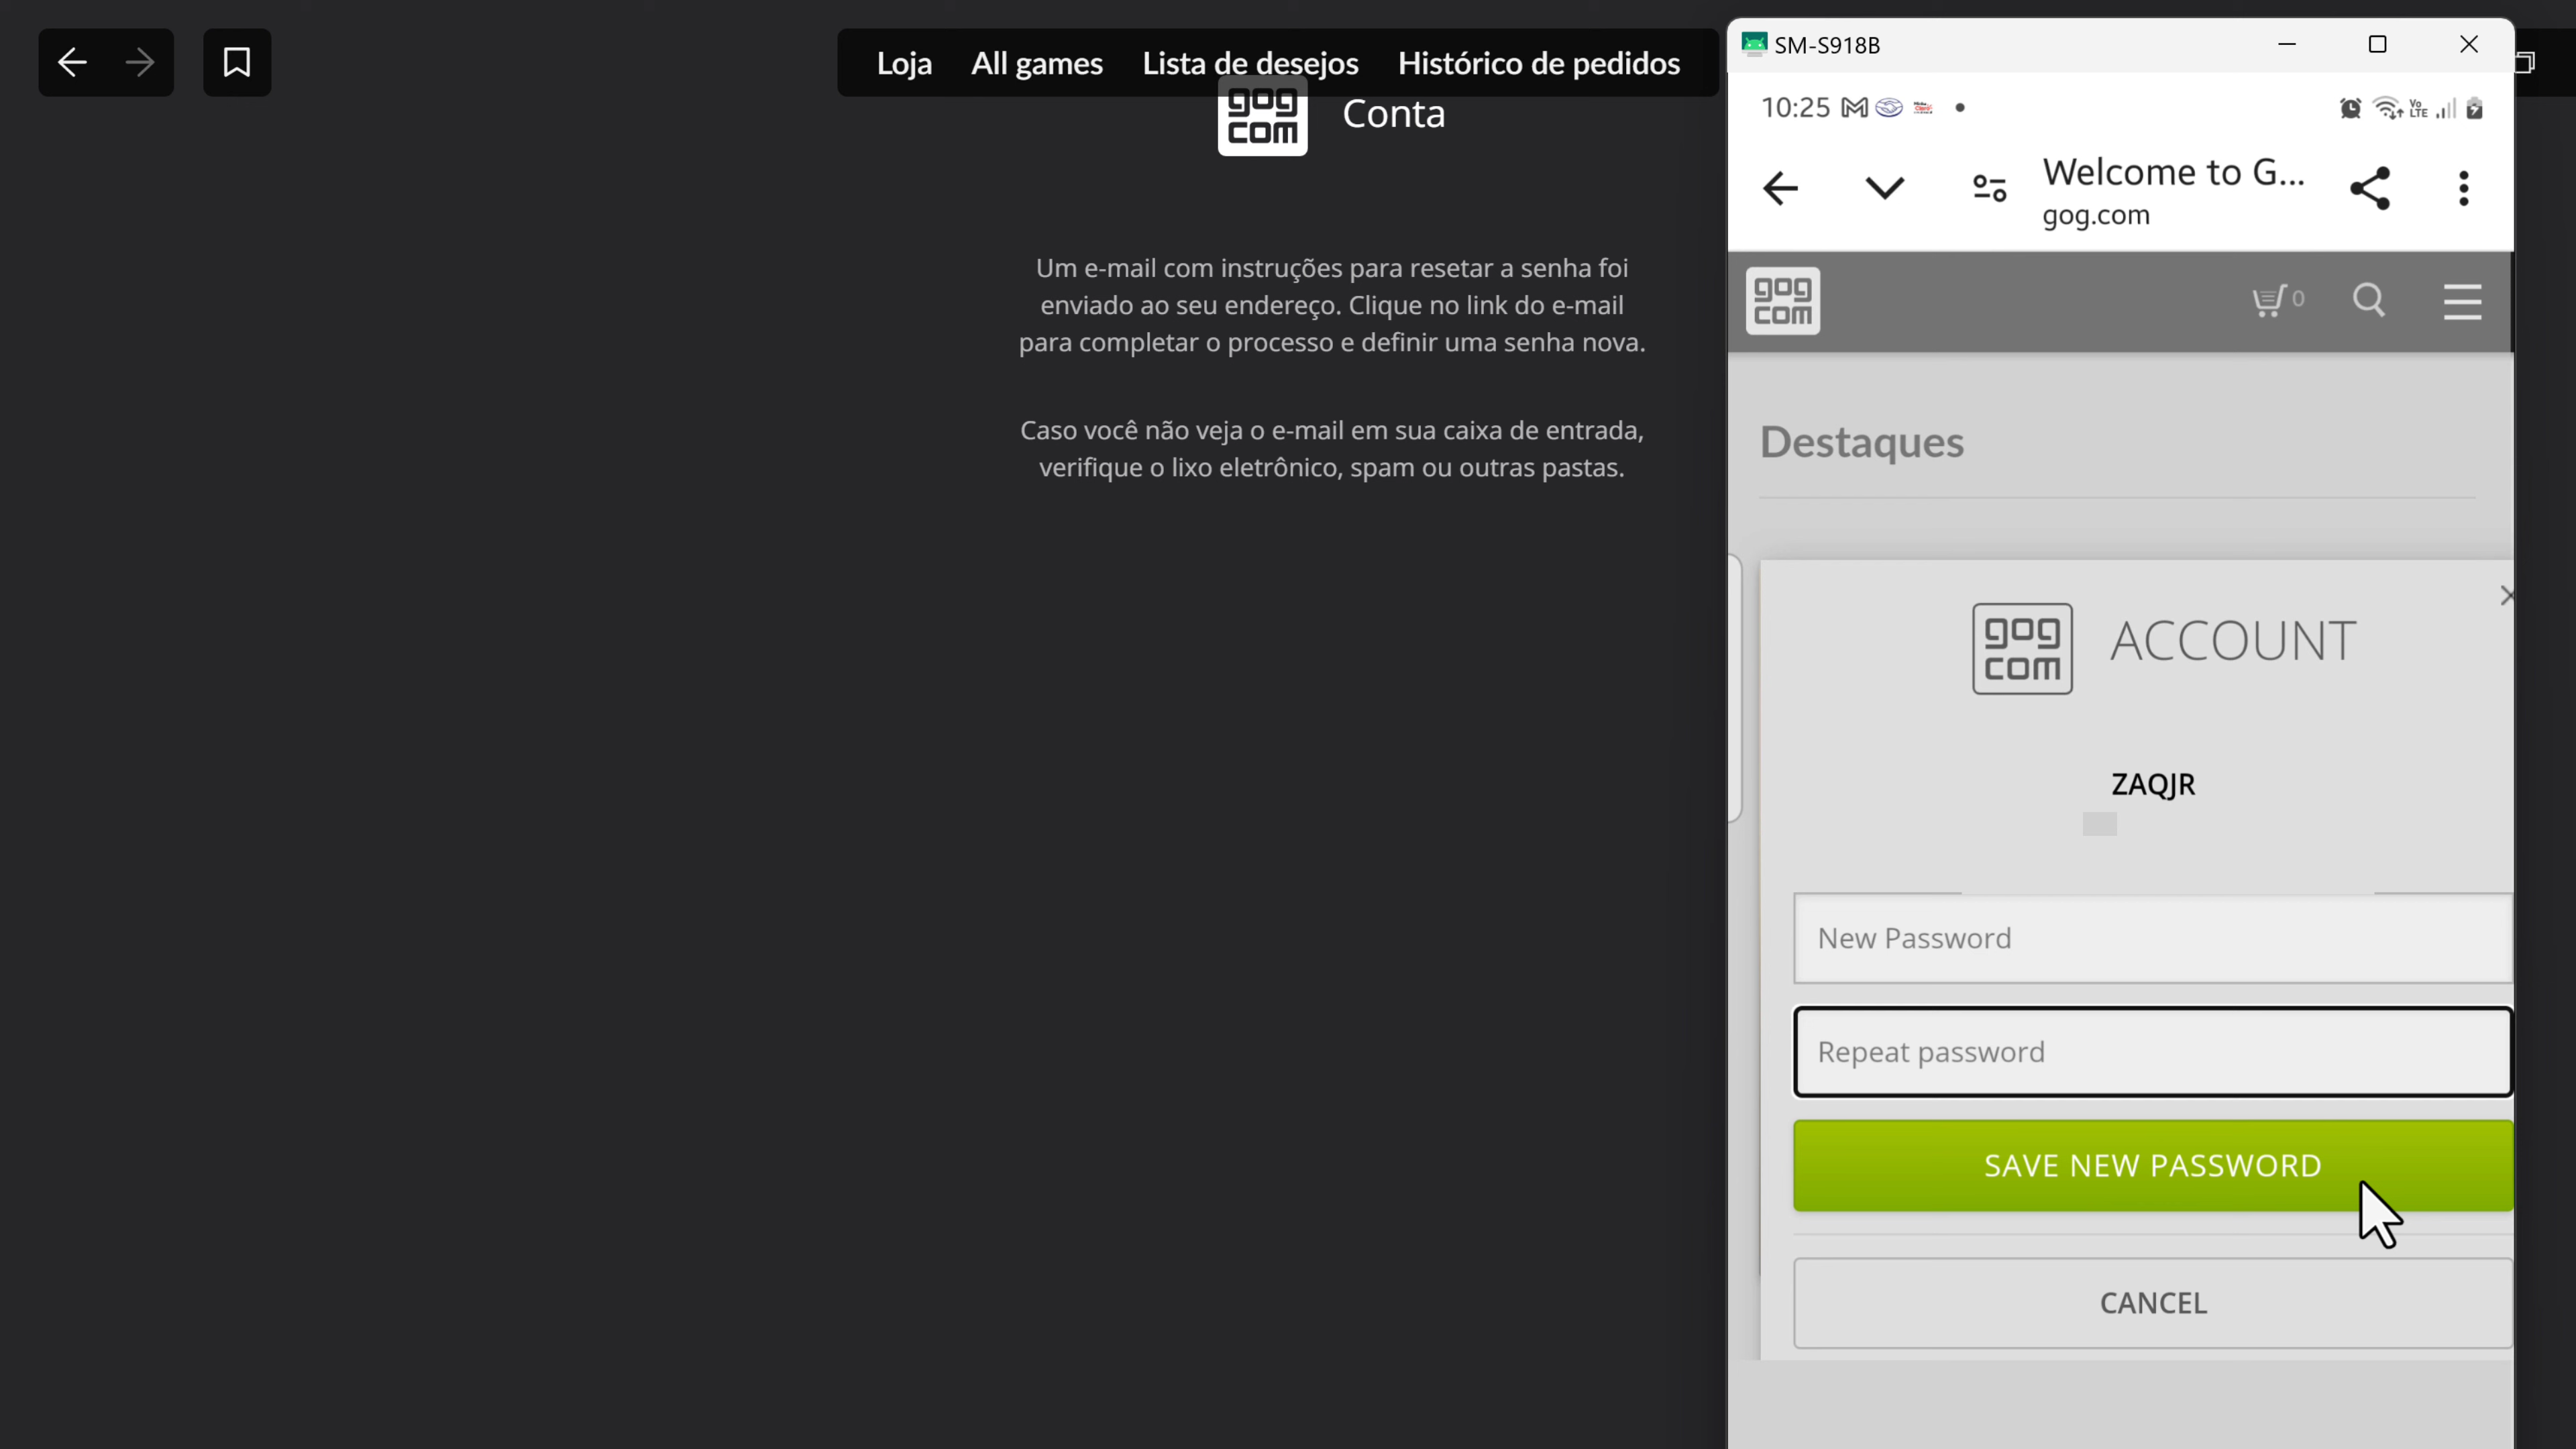 Loja All games Lista de desejos Histórico de pedidos
gog
com
Conta
Um e-mail com instruções para resetar a senha foi
enviado ao seu endereço. Clique no link do e-mail
para completar o processo e definir uma senha nova.
Caso você não veja o e-mail em sua caixa de entrada,
verifique o lixo eletrônico, spam ou outras pastas.
SM-S918B
10:25
Vo
LTE
Welcome to G...
gog.com
gog
com
0
Destaques
gog
com
ACCOUNT
ZAQJR
New Password
Repeat password
SAVE NEW PASSWORD
CANCEL